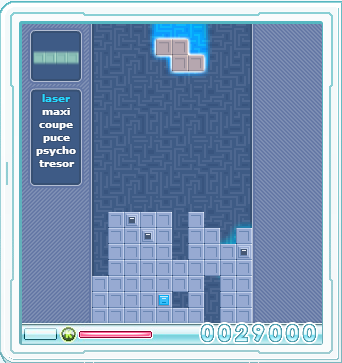 laser
maxi
coupe
puce
psycho
tresor
0029000